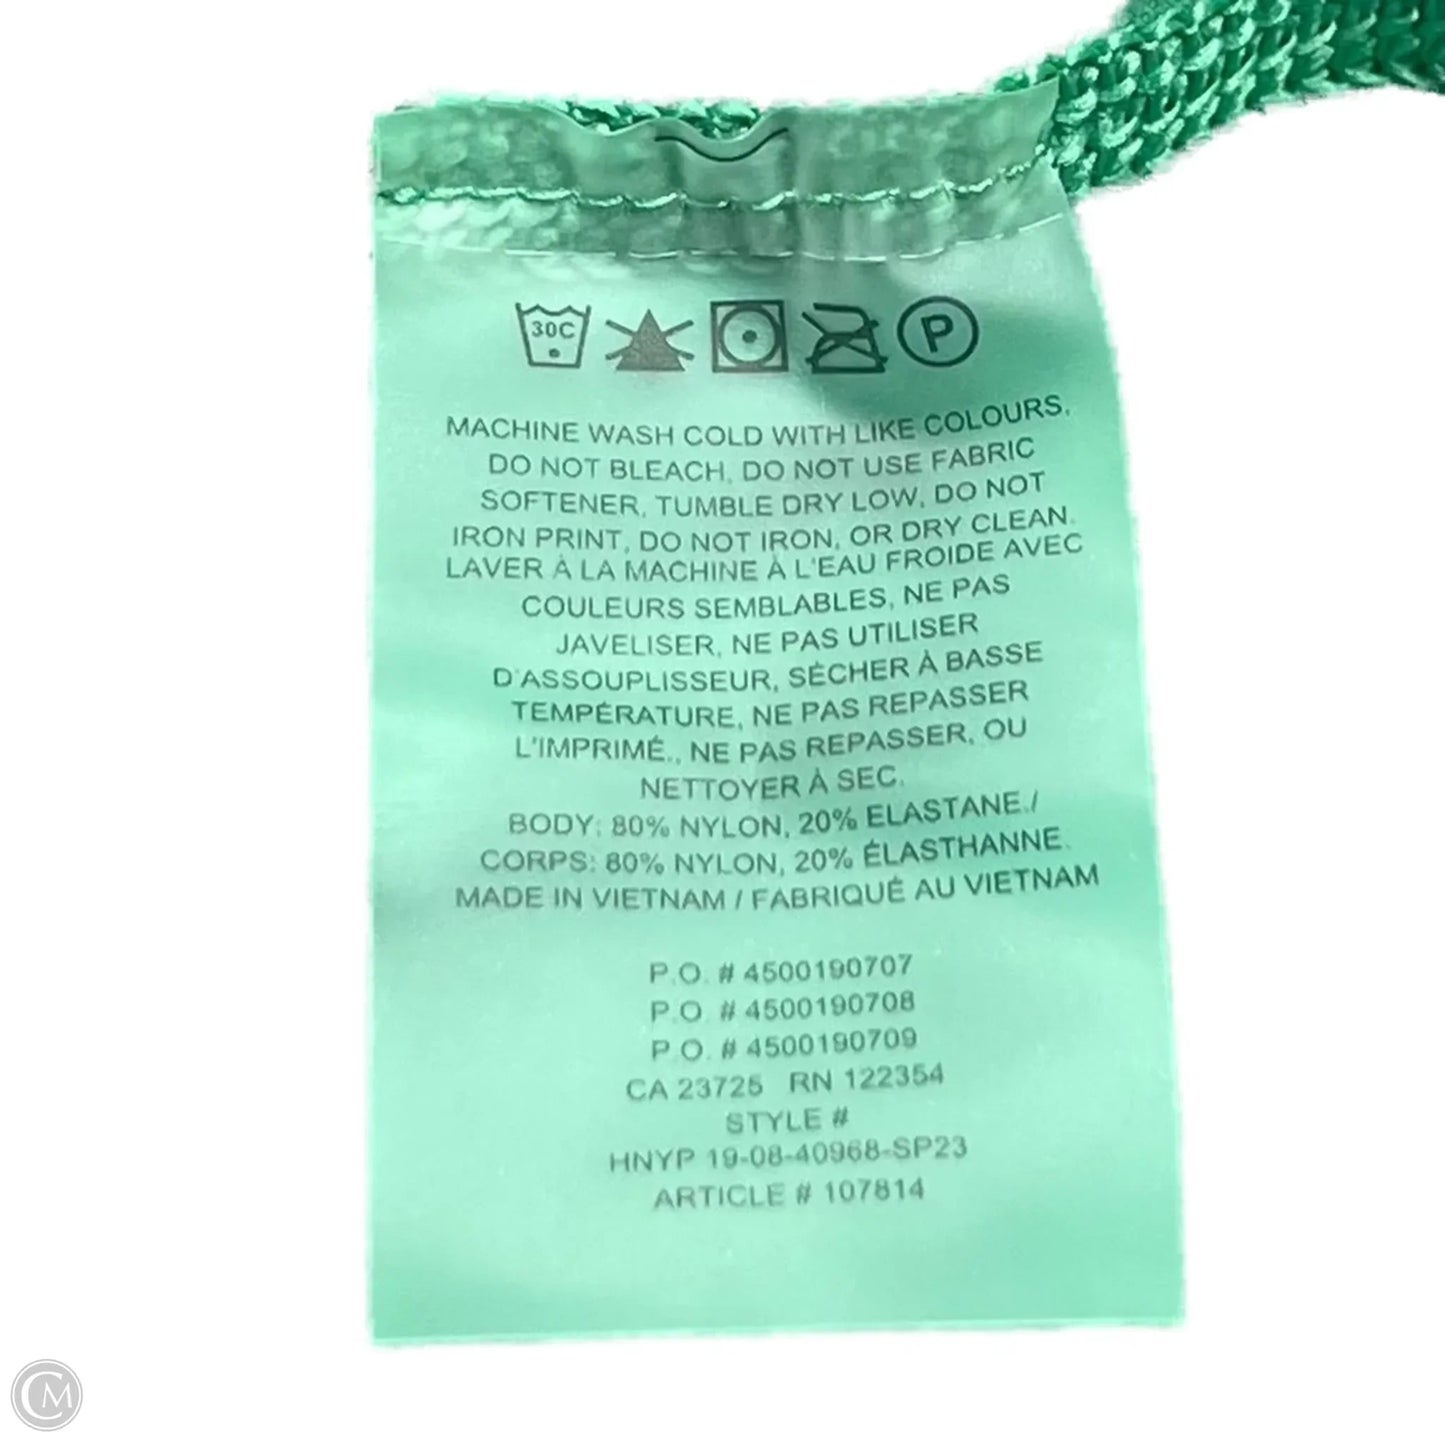 30C
P
MACHINE WASH COLD WITH LIKE COLOURS,
DO NOT BLEACH, DO NOT USE FABRIC
SOFTENER, TUMBLE DRY LOW, DO NOT
IRON PRINT, DO NOT IRON, OR DRY CLEAN.
LAVER À LA MACHINE À L'EAU FROIDE AVEC
COULEURS SEMBLABLES, NE PAS
JAVELISER, NE PAS UTILISER
D'ASSOUPLISSEUR, SÉCHER À BASSE
TEMPÉRATURE, NE PAS REPASSER
L'IMPRIMÉ., NE PAS REPASSER, OU
NETTOYER À SEC.
BODY: 80% NYLON, 20% ELASTANE./
CORPS: 80% NYLON, 20% ÉLASTHANNE.
MADE IN VIETNAM / FABRIQUÉ AU VIETNAM
P.O. # 4500190707
P.O. # 4500190708
P.O. # 4500190709
CA 23725 RN 122354
STYLE #
HNYP 19-08-40968-SP23
ARTICLE # 107814
CM